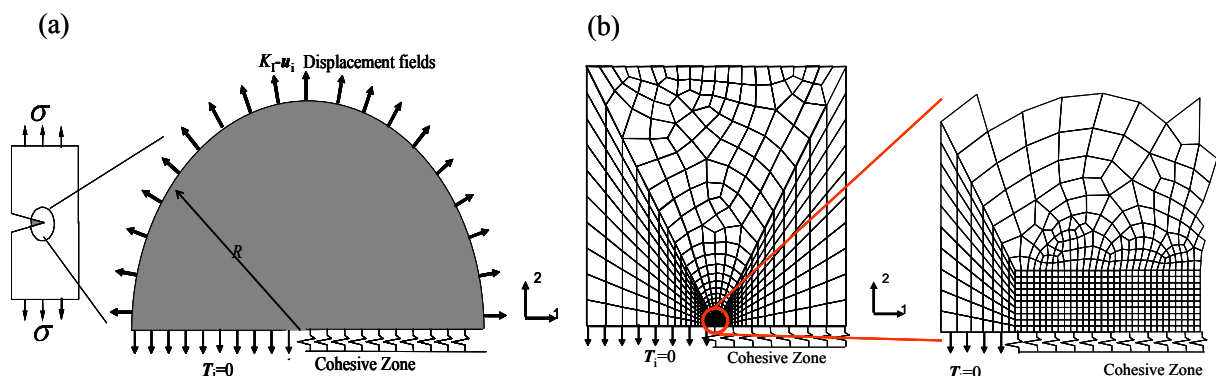 (a)
(b)
K_I-u_i Displacement fields
σ
R
2
1
σ
T_i=0
Cohesive Zone
2
1
T_i=0
Cohesive Zone
T_i=0
Cohesive Zone